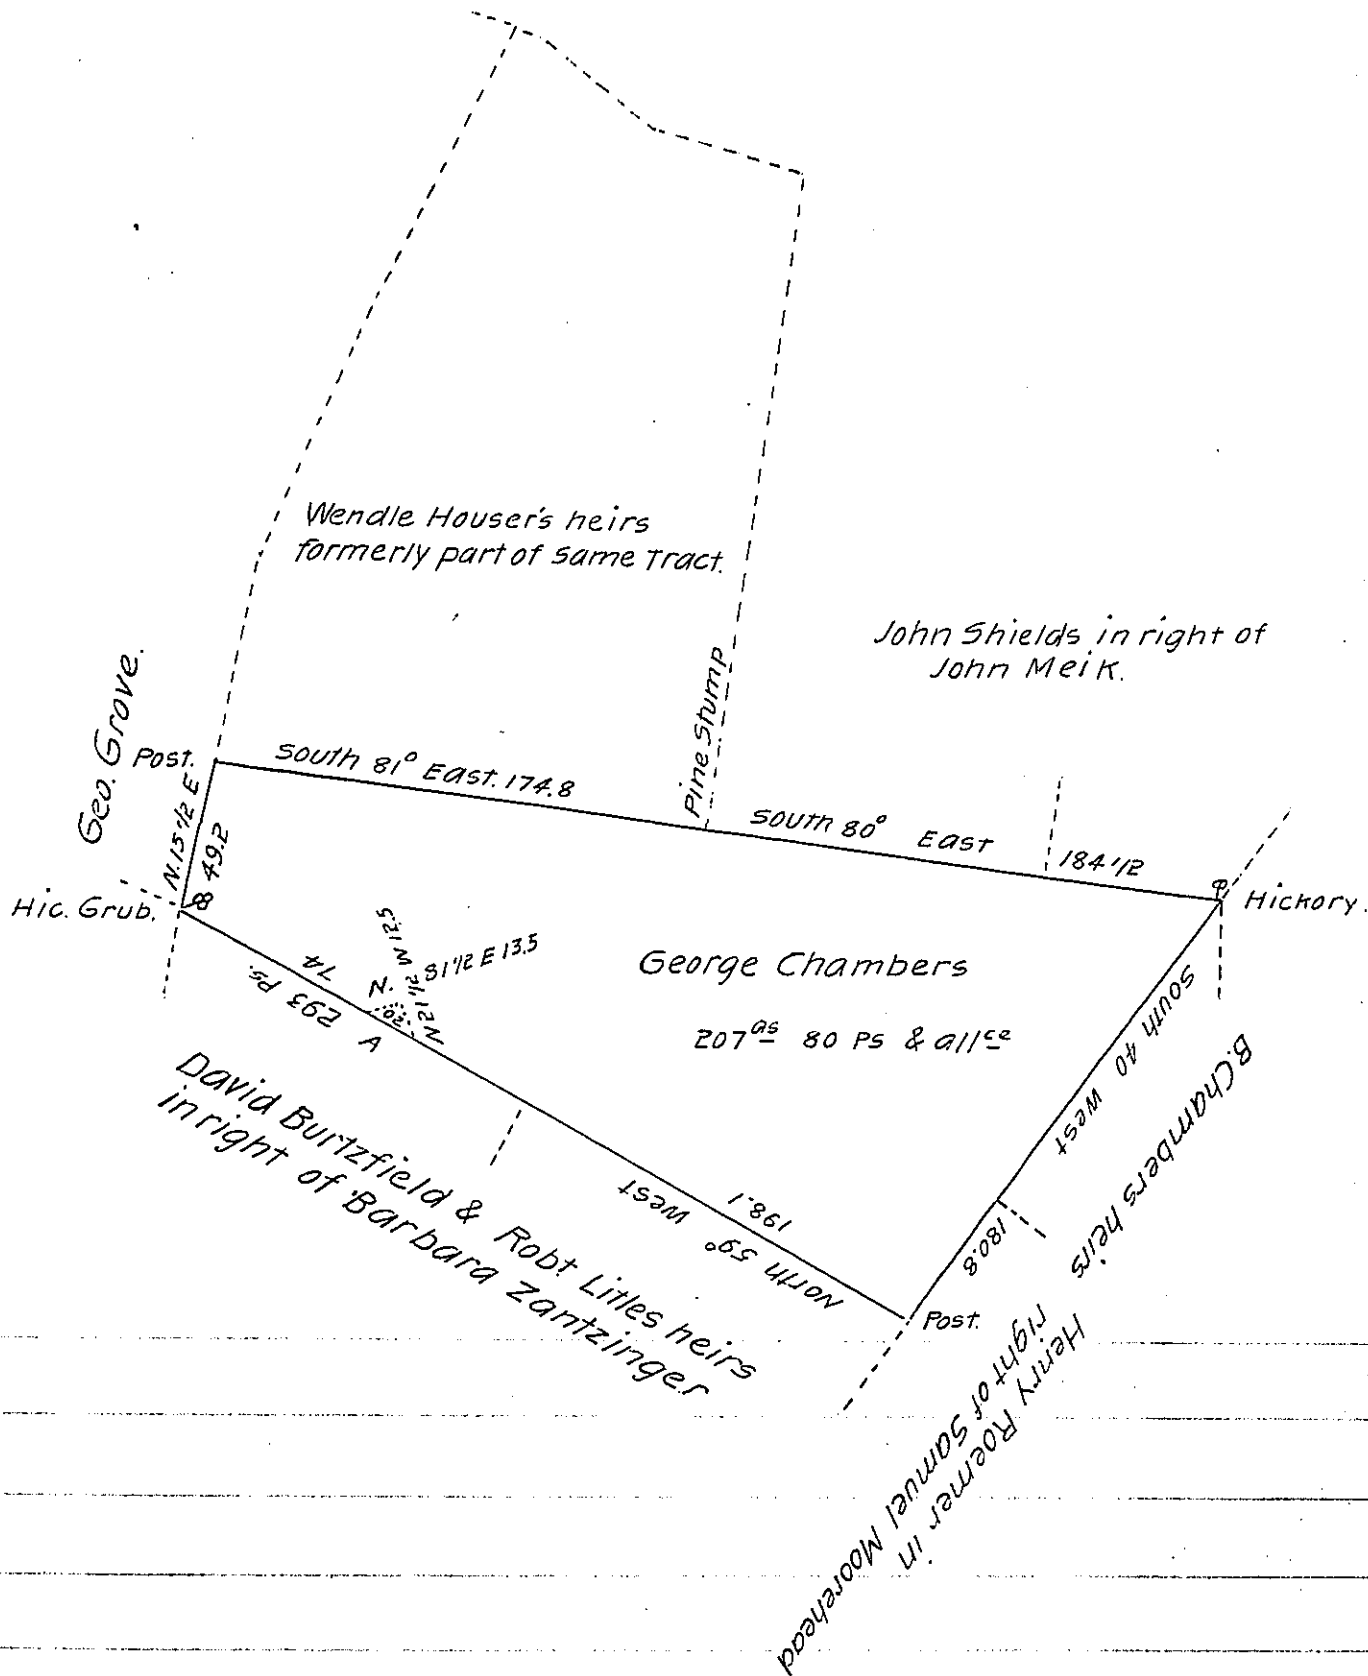 Wendle Houser's heirs
formerly part of same Tract.
John Shields in right of
John Meik.
Geo. Grove.
Post.
South 81° East. 174.8
Pine Stump
South 80° East
184 1/2
Hickory.
N. 15 1/2 E
49.2
Hic. Grub.
74
A 293 Ps.
N. 81 1/2 E 13.5
20.
N 21 1/2 W 12.5
George Chambers
207 as 80 Ps & allce
South 40 West
180.8
B. Chambers heirs
David Burtzfield & Robt Litles heirs
in right of Barbara Zantzinger
198.1
North 59° West
Post.
Henry Roemer in
right of Samuel Moorehead